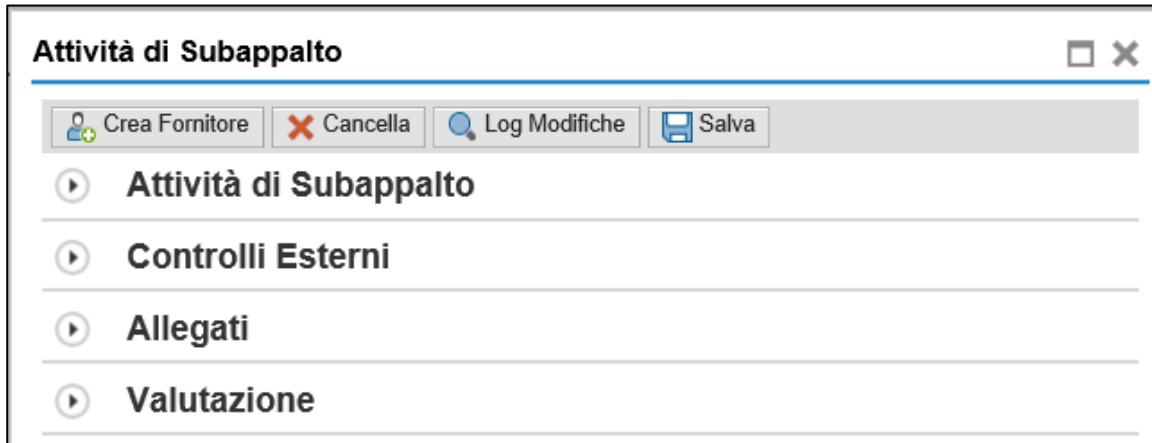 Attività di Subappalto
Crea Fornitore Cancella Log Modifiche Salva
Attività di Subappalto
Controlli Esterni
Allegati
Valutazione